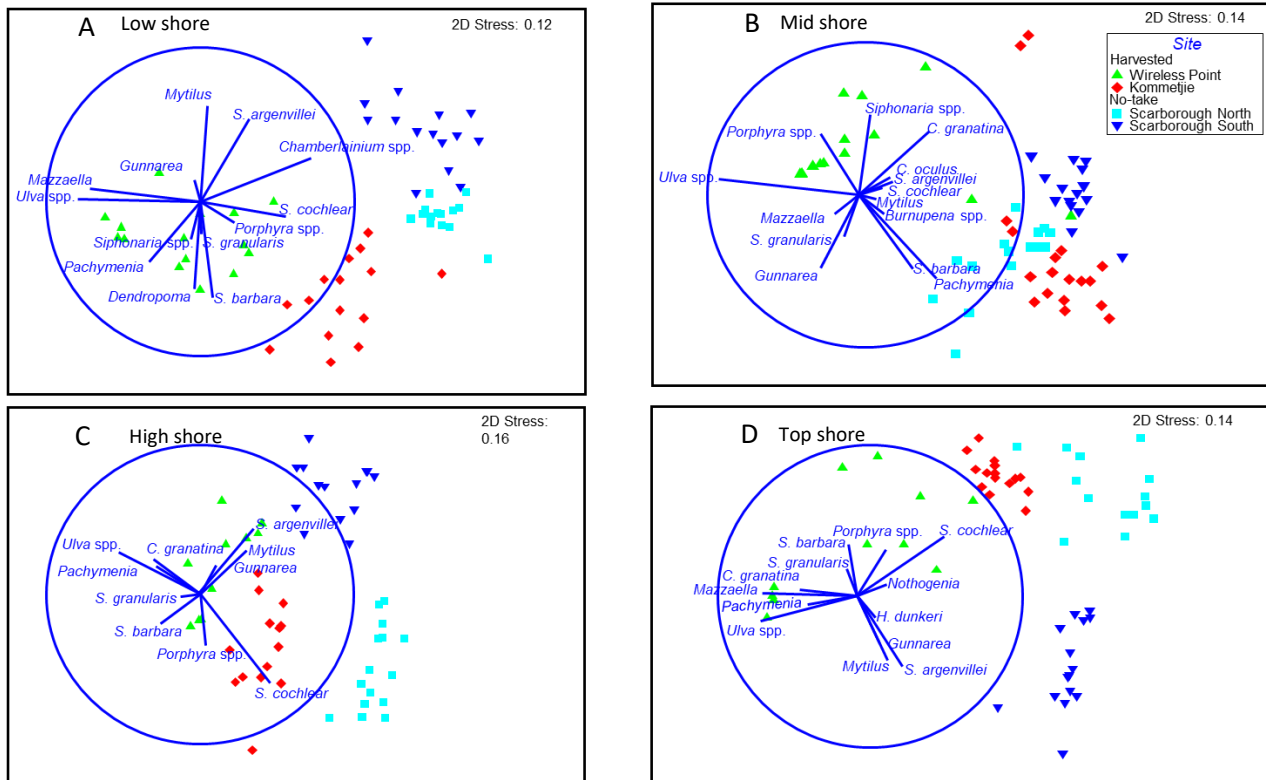 A Low shore
2D Stress: 0.12
Mytilus
S. argenvillei
Chamberlainium spp.
Gunnarea
Mazzaella
Ulva spp.
S. cochlear
Porphyra spp.
Siphonaria spp.
S. granularis
Pachymenia
Dendropoma
S. barbara
B Mid shore
2D Stress: 0.14
Site
Harvested
Wireless Point
Kommetjie
No-take
Scarborough North
Scarborough South
Siphonaria spp.
Porphyra spp.
C. granatina
C. oculus
Ulva spp.
S. argenvillei
S. cochlear
Mytilus
Mazzaella
Burnupena spp.
S. granularis
Gunnarea
S. barbara
Pachymenia
C High shore
2D Stress:
0.16
S. argenvillei
Ulva spp.
C. granatina
Mytilus
Pachymenia
Gunnarea
S. granularis
S. barbara
Porphyra spp.
S. cochlear
D Top shore
2D Stress: 0.14
Porphyra spp.
S. cochlear
S. barbara
S. granularis
C. granatina
Nothogenia
Mazzaella
Pachymenia
H. dunkeri
Ulva spp.
Gunnarea
Mytilus
S. argenvillei